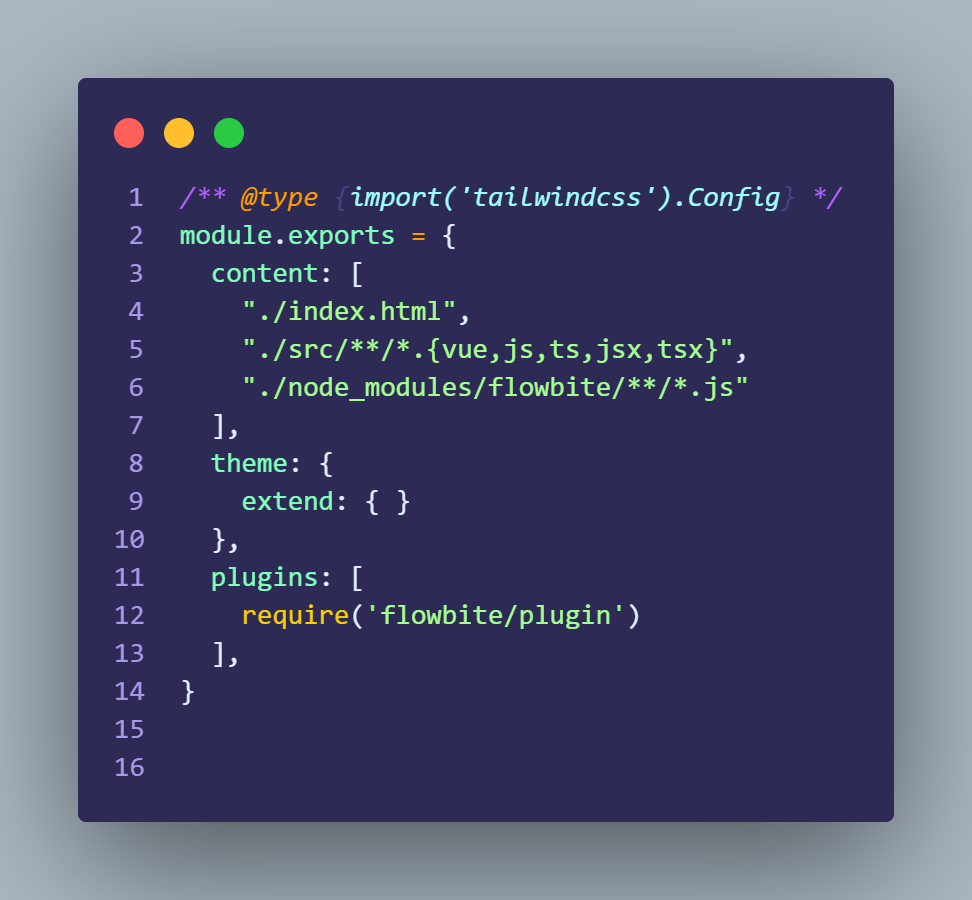 1 /** @type {import('tailwindcss').Config} */
2 module.exports = {
3   content: [
4     "./index.html",
5     "./src/**/*.{vue,js,ts,jsx,tsx}",
6     "./node_modules/flowbite/**/*.js"
7   ],
8   theme: {
9     extend: { }
10   },
11   plugins: [
12     require('flowbite/plugin')
13   ],
14 }
15
16